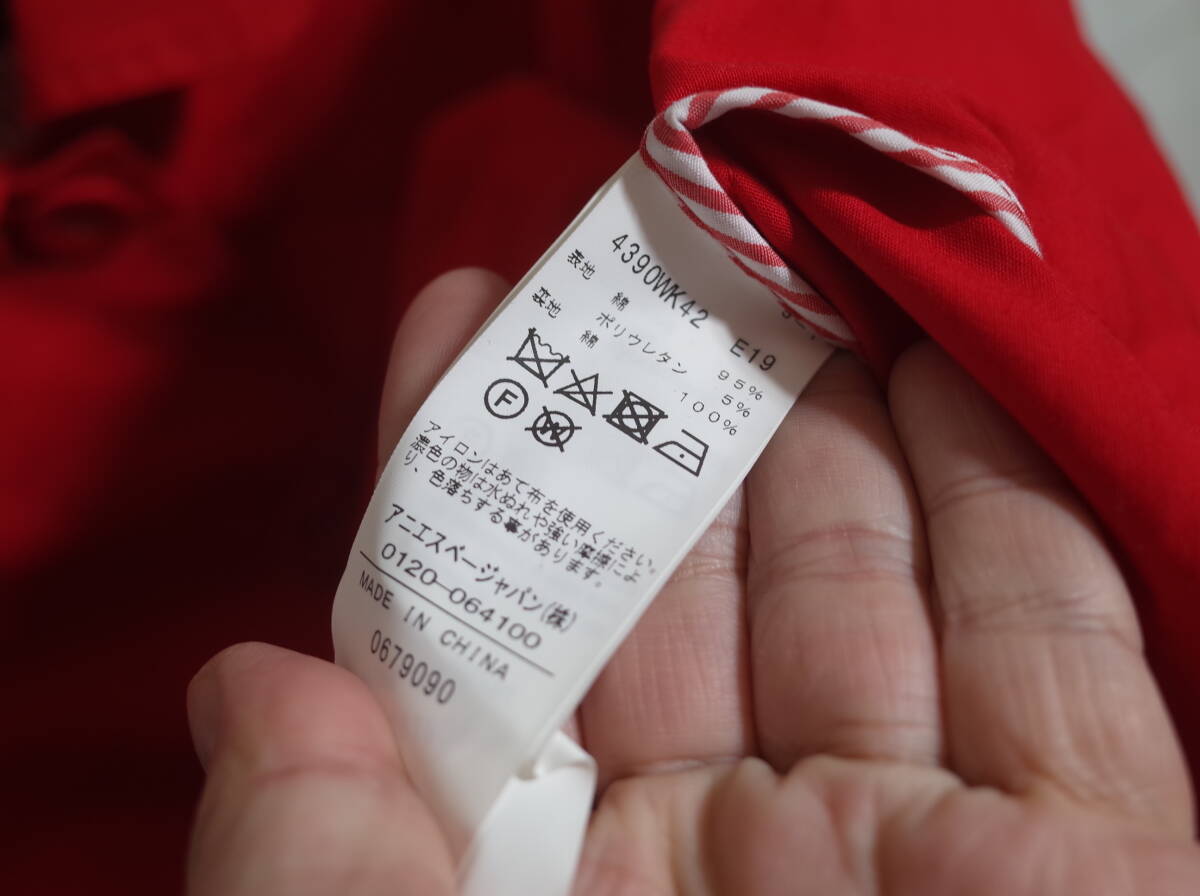 4390WK42 E19
表地 綿 95%
ポリウレタン 5%
裏地 綿 100%
F
W
アイロンはあて布を使用ください。
濃色の物は水ぬれや強い摩擦によ
り、色落ちする事があります。
アニエスベージャパン(株)
0120-064100
MADE IN CHINA
0679090